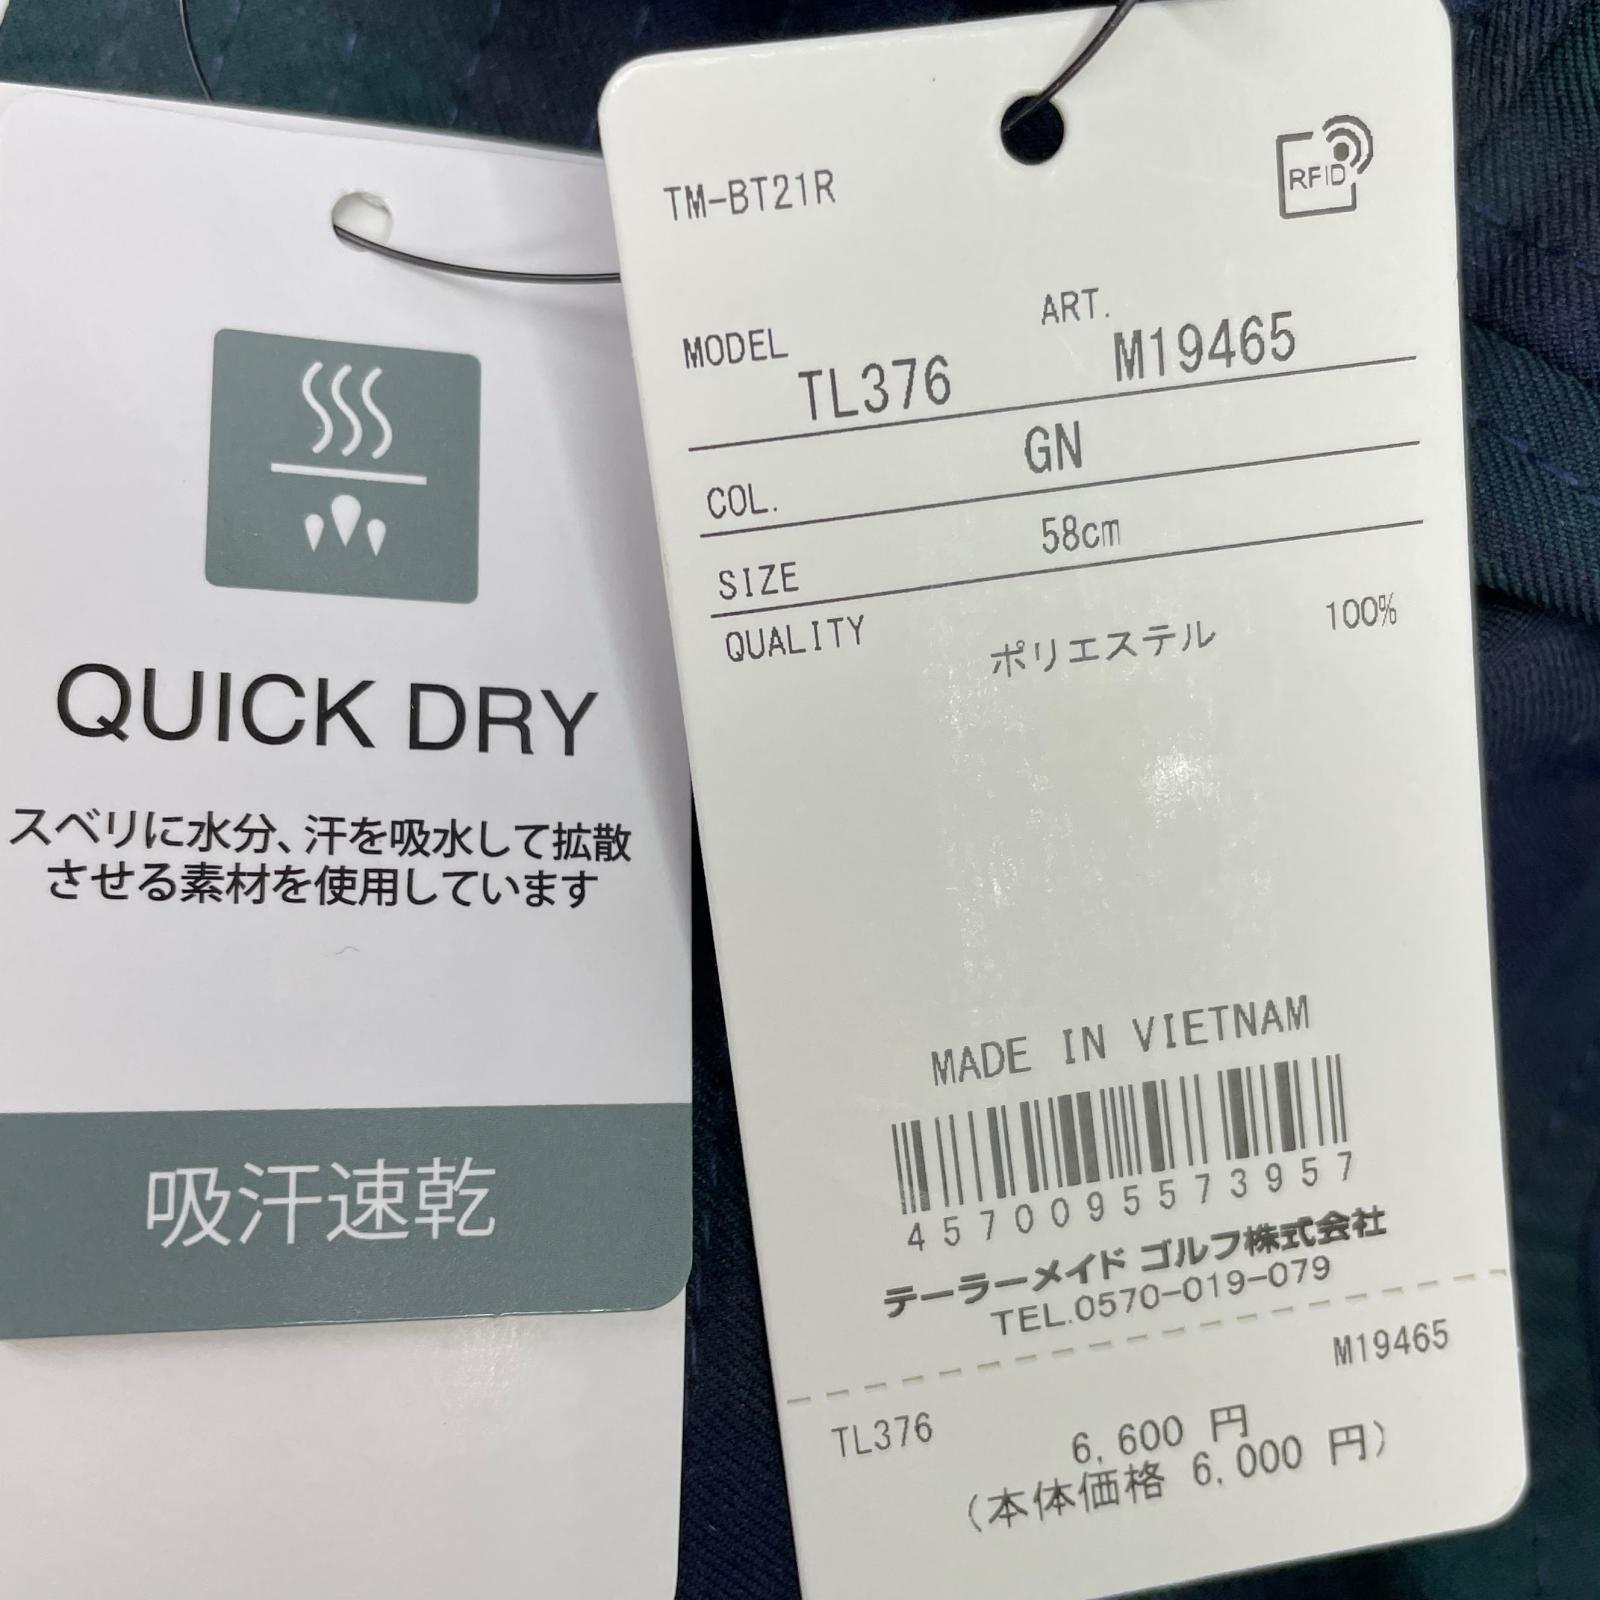 QUICK DRY
スベリに水分、汗を吸水して拡散
させる素材を使用しています
吸汗速乾
TM-BT21R
RFID
MODEL TL376 ART. M19465
COL. GN
SIZE 58cm
QUALITY ポリエステル 100%
MADE IN VIETNAM
4570095573957
テーラーメイド ゴルフ株式会社
TEL.0570-019-079
TL376 M19465
6,600 円
(本体価格 6,000 円)